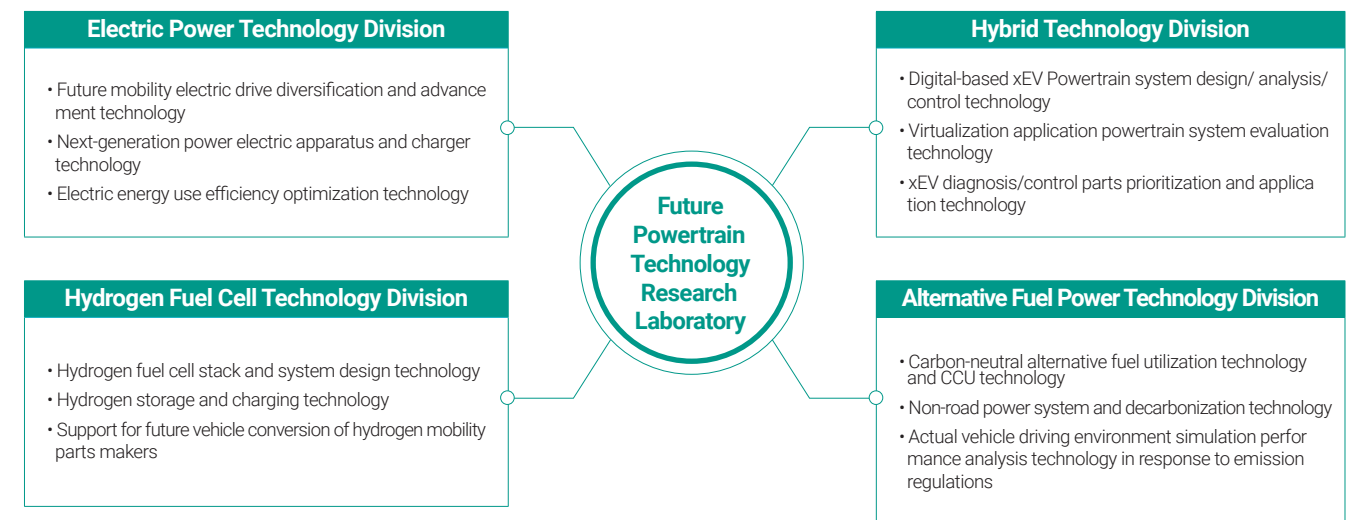 Electric Power Technology Division
• Future mobility electric drive diversification and advance
ment technology
• Next-generation power electric apparatus and charger
technology
• Electric energy use efficiency optimization technology
Hybrid Technology Division
• Digital-based xEV Powertrain system design/ analysis/
control technology
• Virtualization application powertrain system evaluation
technology
• xEV diagnosis/control parts prioritization and applica
tion technology
Future
Powertrain
Technology
Research
Laboratory
Hydrogen Fuel Cell Technology Division
• Hydrogen fuel cell stack and system design technology
• Hydrogen storage and charging technology
• Support for future vehicle conversion of hydrogen mobility
parts makers
Alternative Fuel Power Technology Division
• Carbon-neutral alternative fuel utilization technology
and CCU technology
• Non-road power system and decarbonization technology
• Actual vehicle driving environment simulation perfor
mance analysis technology in response to emission
regulations